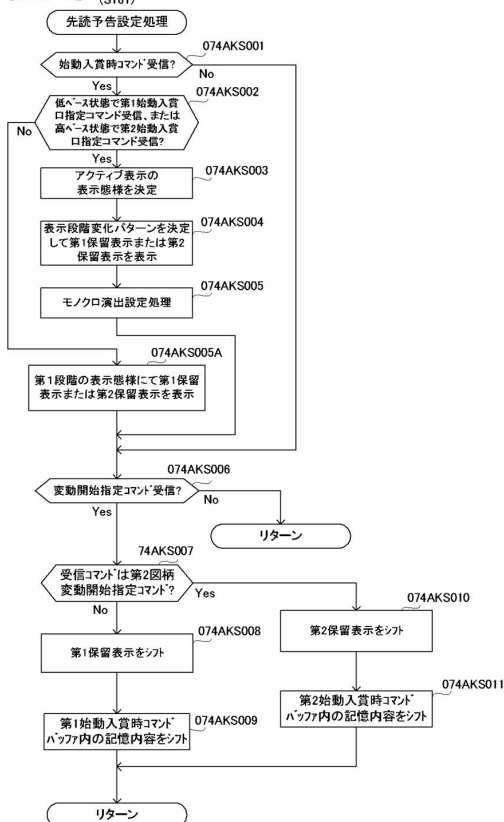 (S161)
先読予告設定処理
074AKS001
始動入賞時コマンド受信?
No
Yes
074AKS002
低ベース状態で第1始動入賞
口指定コマンド受信、または
高ベース状態で第2始動入賞
口指定コマンド受信?
No
Yes
074AKS003
アクティブ表示の
表示態様を決定
074AKS004
表示段階変化パターンを決定
して第1保留表示または第2
保留表示を表示
074AKS005
モノクロ演出設定処理
074AKS005A
第1段階の表示態様にて第1保留
表示または第2保留表示を表示
074AKS006
変動開始指定コマンド受信?
No
Yes
リターン
74AKS007
受信コマンドは第2図柄
変動開始指定コマンド?
Yes
No
074AKS010
第2保留表示をシフト
074AKS008
第1保留表示をシフト
074AKS011
第2始動入賞時コマンド
バッファ内の記憶内容をシフト
074AKS009
第1始動入賞時コマンド
バッファ内の記憶内容をシフト
リターン